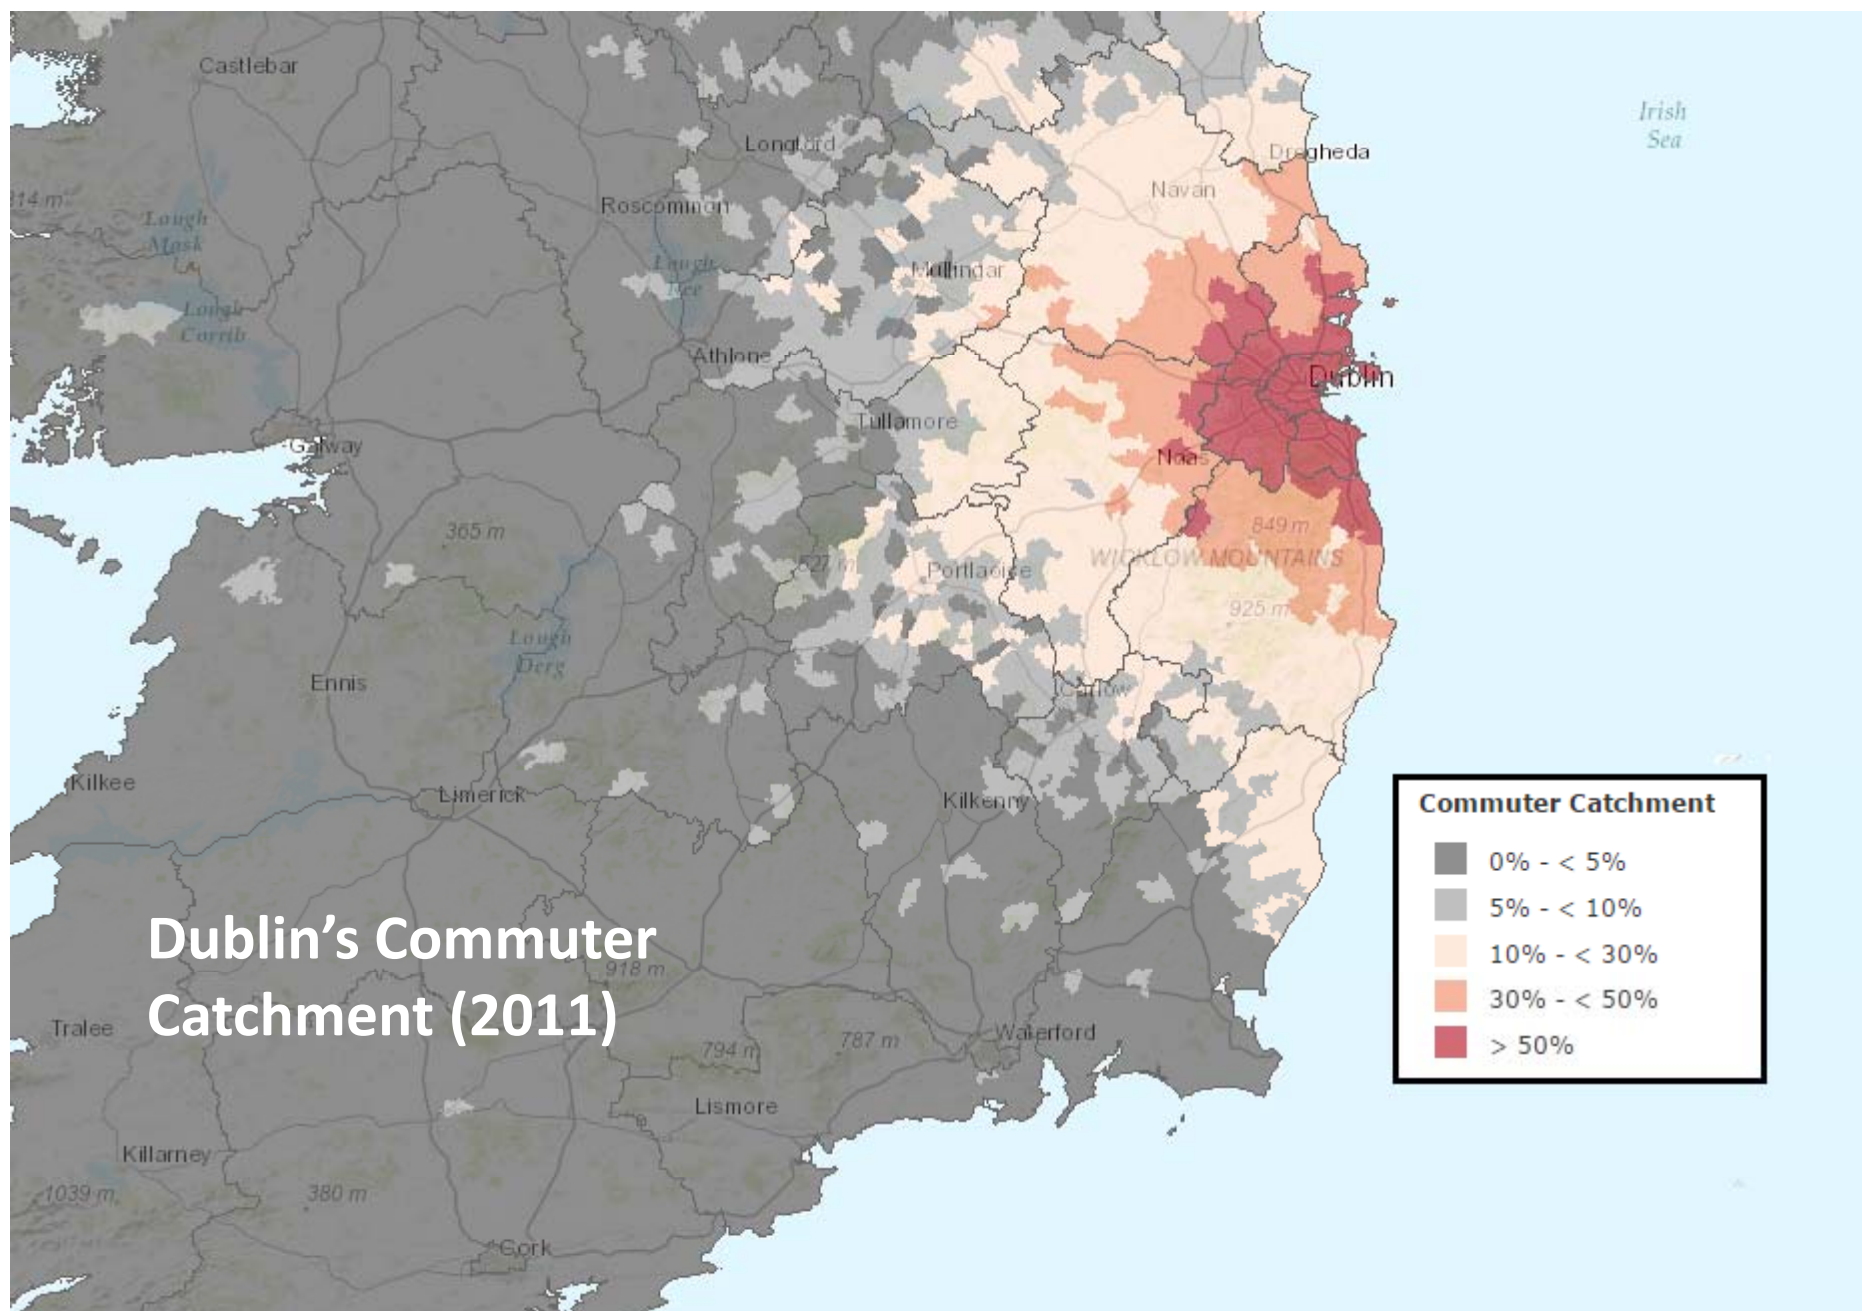 Castlebar
Irish
Sea
Longford
Drogheda
314 m
Navan
Lough
Mask
Roscommon
Lough
Ree
Mullingar
Lough
Corrib
Athlone
Dublin
Tullamore
Galway
Naas
365 m
849 m
WICKLOW MOUNTAINS
527 m
Portlaoise
925 m
Lough
Derg
Ennis
Carlow
Kilkee
Limerick
Kilkenny
Commuter Catchment
0% - < 5%
5% - < 10%
10% - < 30%
30% - < 50%
> 50%
Dublin’s Commuter
Catchment (2011)
918 m
Tralee
794 m
787 m
Waterford
Lismore
Killarney
1039 m
380 m
Cork